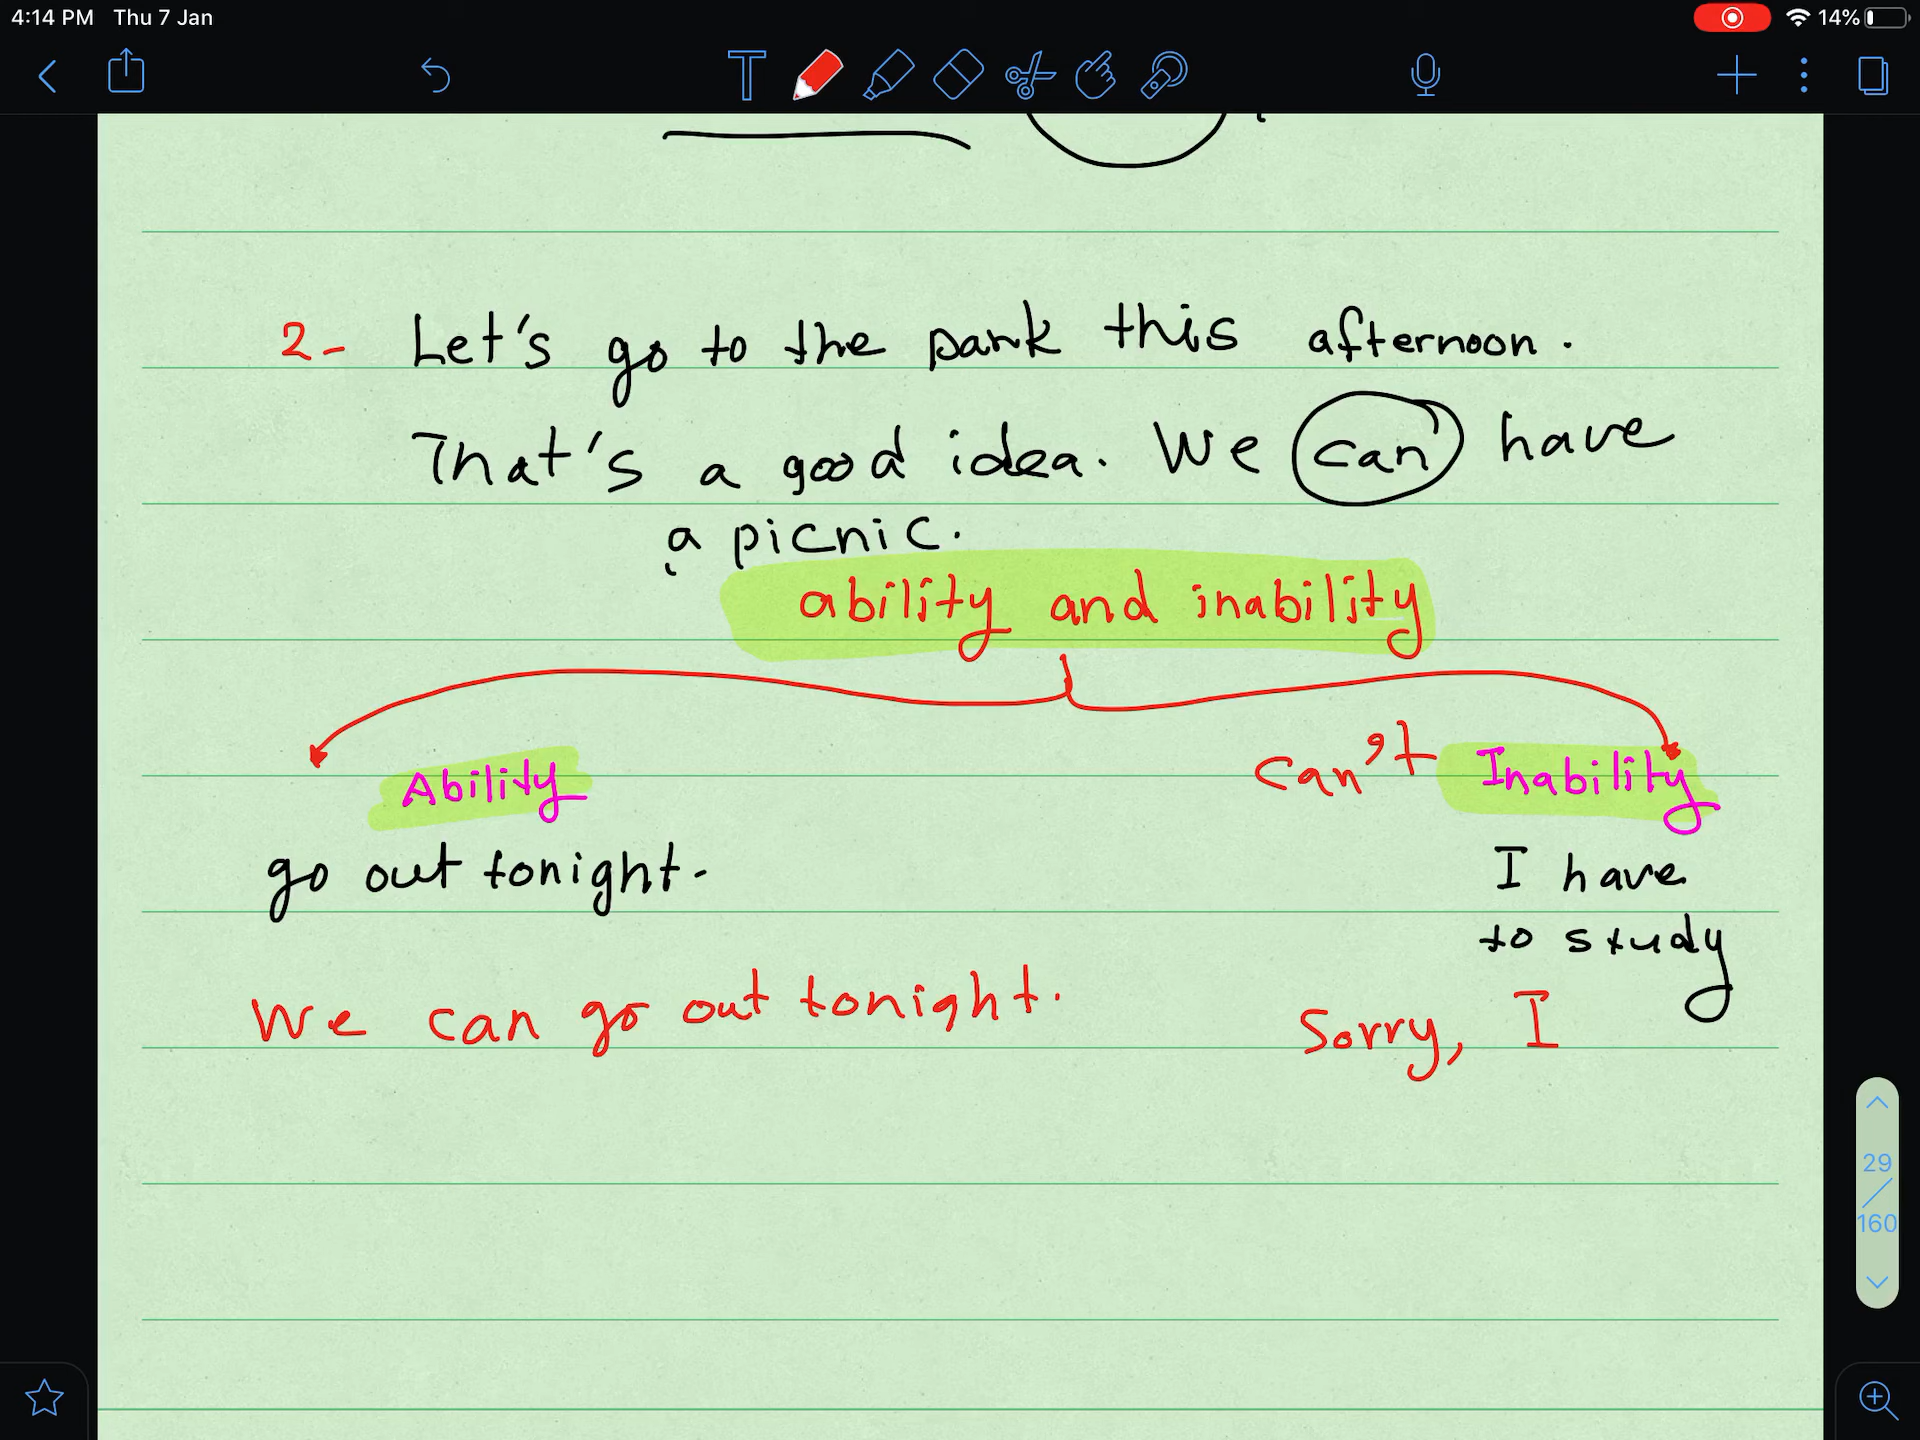 4:14 PM Thu 7 Jan
14%
2- Let's go to the park this afternoon.
That's a good idea. We can have
a picnic.
ability and inability
Ability
can't Inability
go out tonight.
I have
to study
We can go out tonight.
Sorry, I
29
160